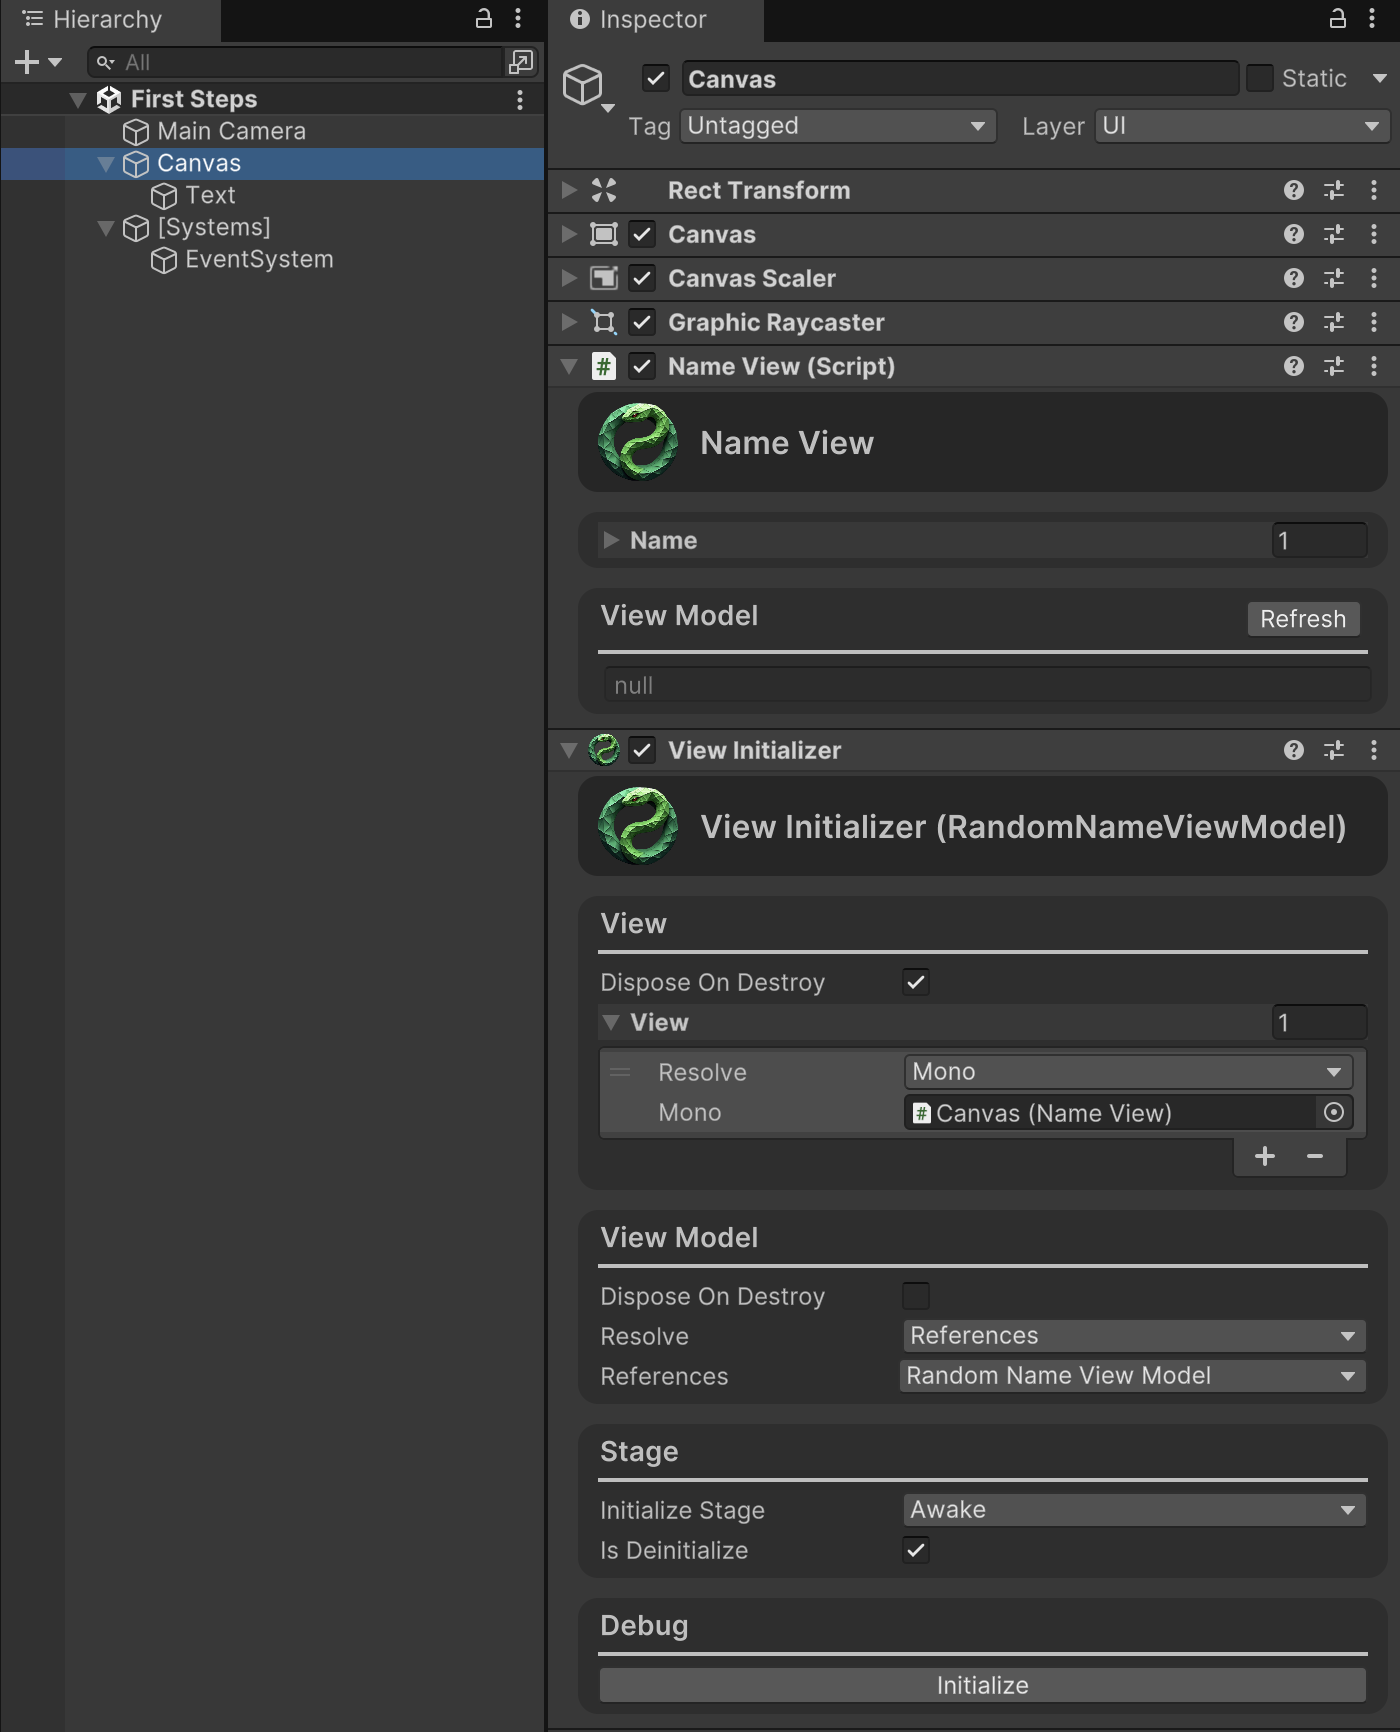 Hierarchy
All
First Steps
Main Camera
Canvas
Text
[Systems]
EventSystem
Inspector
Canvas
Static
Tag
Untagged
Layer
UI
Rect Transform
Canvas
Canvas Scaler
Graphic Raycaster
# Name View (Script)
Name View
Name
1
View Model
Refresh
null
View Initializer
View Initializer (RandomNameViewModel)
View
Dispose On Destroy
View
1
Resolve
Mono
Mono
# Canvas (Name View)
View Model
Dispose On Destroy
Resolve
References
References
Random Name View Model
Stage
Initialize Stage
Awake
Is Deinitialize
Debug
Initialize